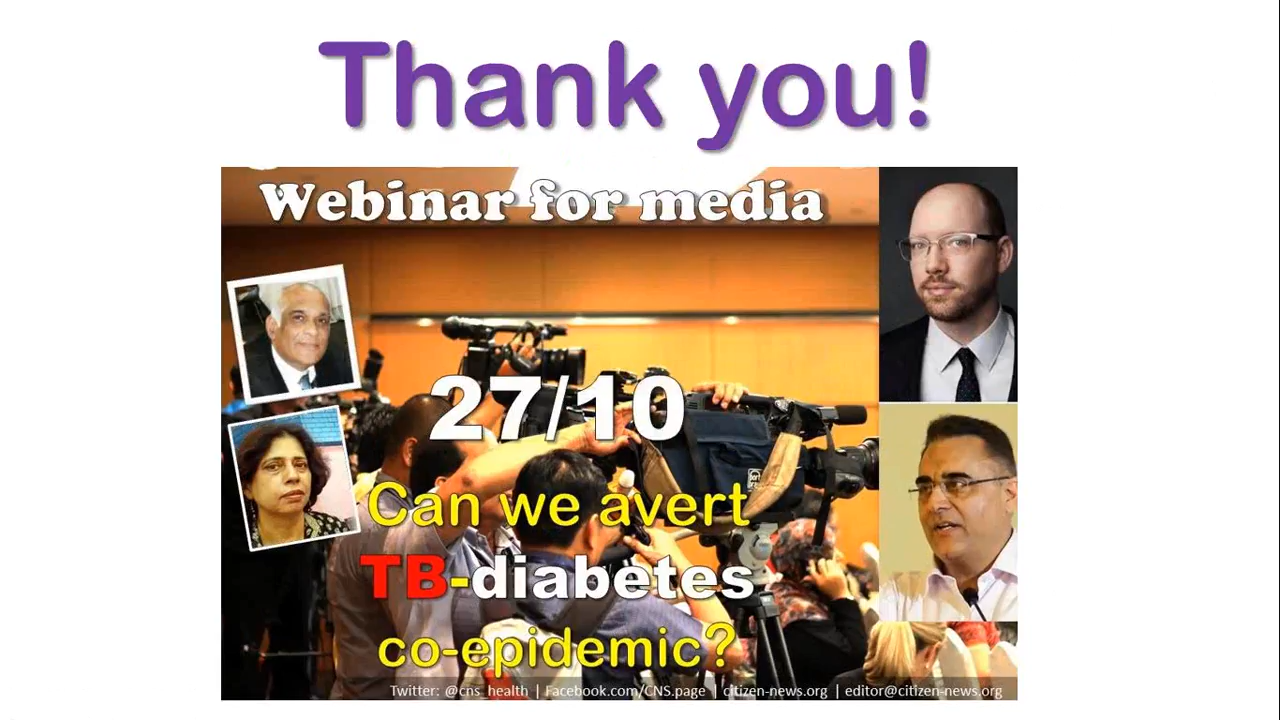 Thank you!
Webinar for media
27/10
Can we avert
TB-diabetes
co-epidemic?
Twitter: @cns_health | Facebook.com/CNS.page | citizen-news.org | editor@citizen-news.org